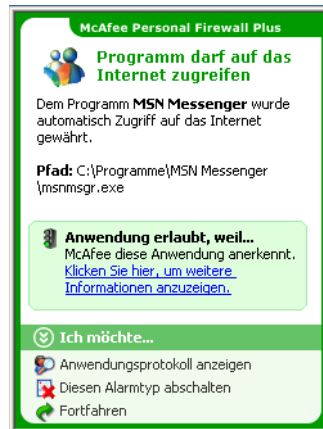 McAfee Personal Firewall Plus
Programm darf auf das
Internet zugreifen
Dem Programm MSN Messenger wurde
automatisch Zugriff auf das Internet
gewährt.
Pfad: C:\Programme\MSN Messenger
\msnmsgr.exe
Anwendung erlaubt, weil...
McAfee diese Anwendung anerkennt.
Klicken Sie hier, um weitere
Informationen anzuzeigen.
Ich möchte...
Anwendungsprotokoll anzeigen
Diesen Alarmtyp abschalten
Fortfahren